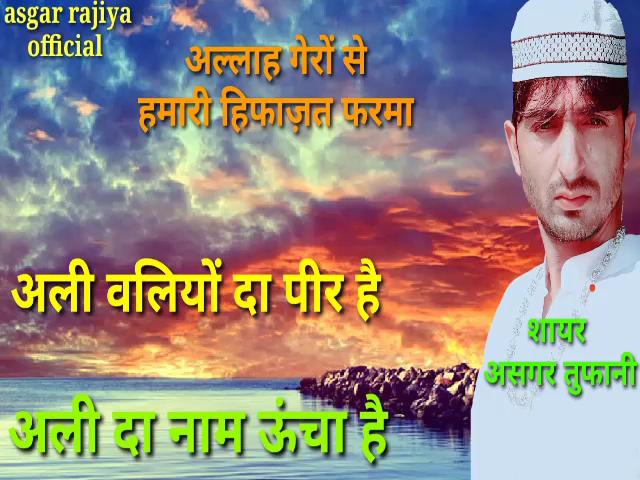 asgar rajiya
official
अल्लाह गेरों से
हमारी हिफाज़त फरमा
अली वलियों दा पीर है
शायर
असगर तुफानी
अली दा नाम ऊंचा है